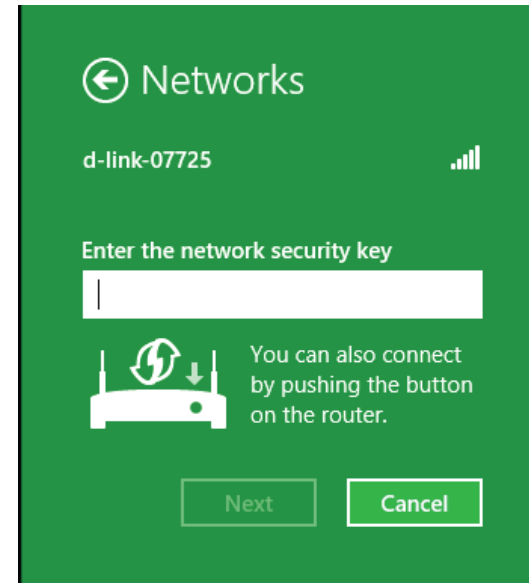 Networks
d-link-07725
Enter the network security key
You can also connect
by pushing the button
on the router.
Next
Cancel